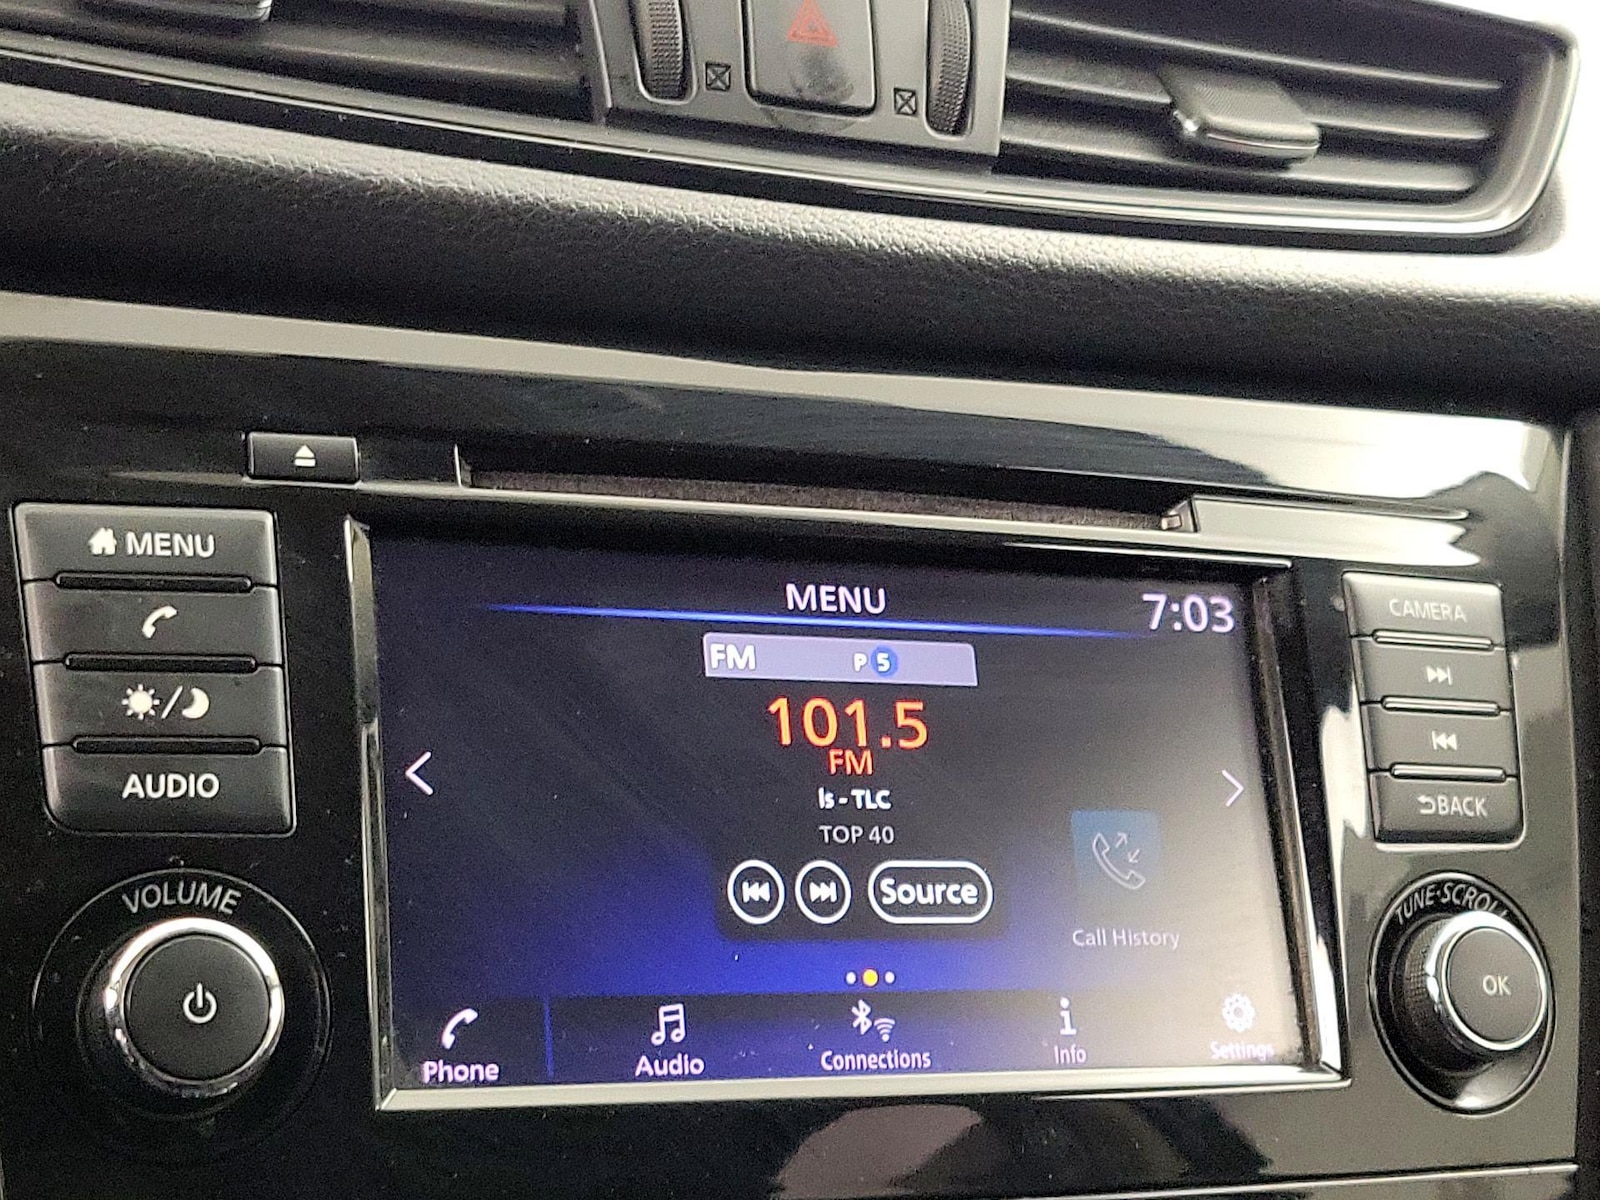 MENU
AUDIO
VOLUME
MENU
7:03
FM P 5
101.5
FM
ls - TLC
TOP 40
Source
Call History
Phone
Audio
Connections
Info
Settings
CAMERA
BACK
TUNE·SCROLL
OK